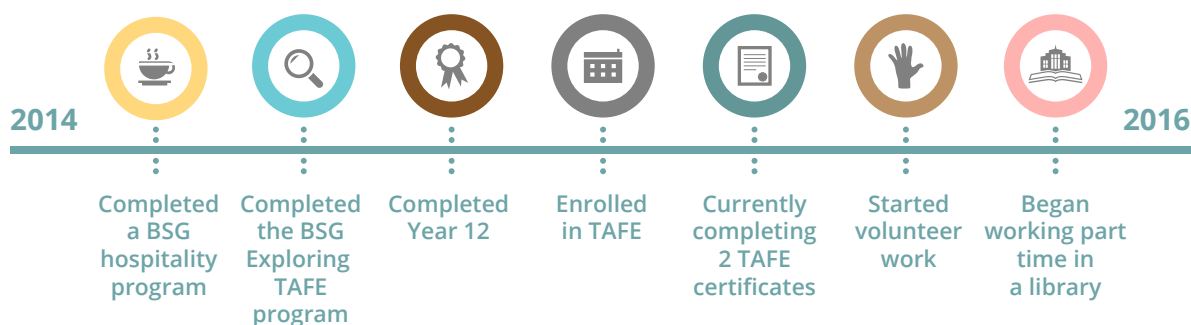 2014
2016
Completed
a BSG
hospitality
program
Completed
the BSG
Exploring
TAFE
program
Completed
Year 12
Enrolled
in TAFE
Currently
completing
2 TAFE
certificates
Started
volunteer
work
Began
working part
time in
a library